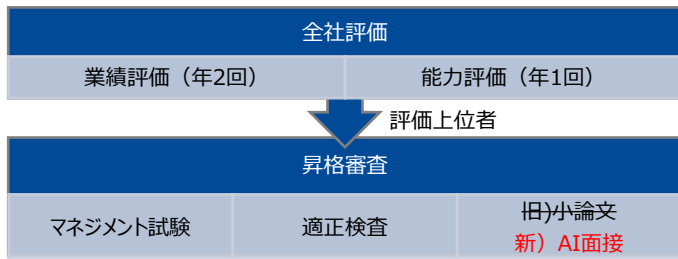 全社評価
業績評価（年2回）
能力評価（年1回）
評価上位者
昇格審査
マネジメント試験
適正検査
旧)小論文
新）AI面接